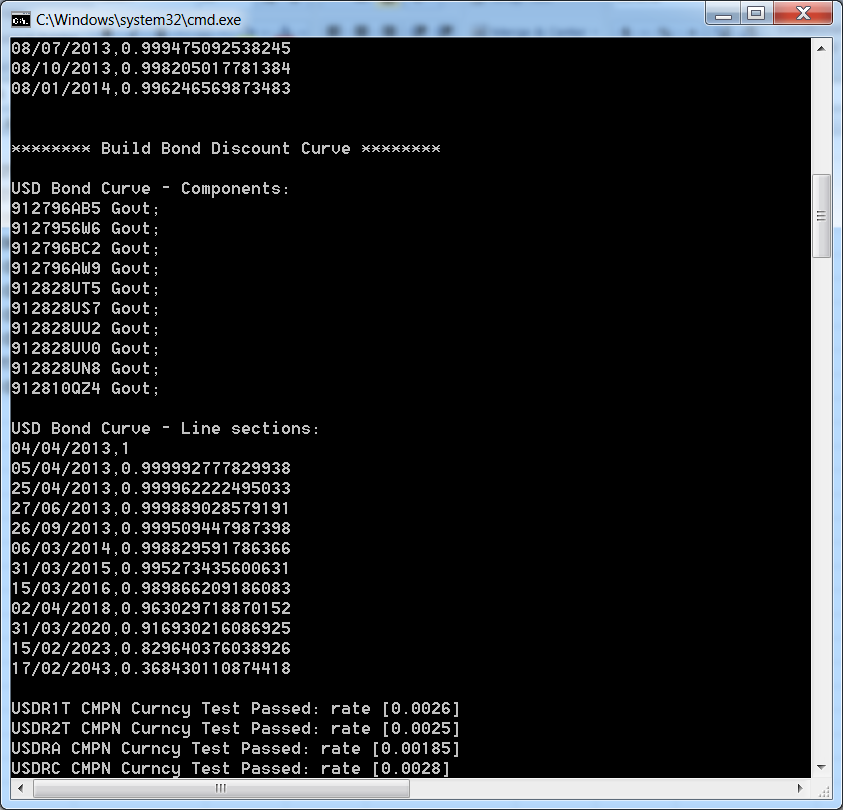 C:\Windows\system32\cmd.exe
08/07/2013,0.999475092538245
08/10/2013,0.998205017781384
08/01/2014,0.996246569873483
******** Build Bond Discount Curve ********
USD Bond Curve - Components:
912796AB5 Govt;
9127956W6 Govt;
912796BC2 Govt;
912796AW9 Govt;
912828UT5 Govt;
912828US7 Govt;
912828UU2 Govt;
912828UV0 Govt;
912828UN8 Govt;
912810QZ4 Govt;
USD Bond Curve - Line sections:
04/04/2013,1
05/04/2013,0.999992777829938
25/04/2013,0.999962222495033
27/06/2013,0.999889028579191
26/09/2013,0.999509447987398
06/03/2014,0.998829591786366
31/03/2015,0.995273435600631
15/03/2016,0.989866209186083
02/04/2018,0.963029718870152
31/03/2020,0.916930216086925
15/02/2023,0.829640376038926
17/02/2043,0.368430110874418
USDR1T CMPN Curncy Test Passed: rate [0.0026]
USDR2T CMPN Curncy Test Passed: rate [0.0025]
USDRA CMPN Curncy Test Passed: rate [0.00185]
USDRC CMPN Curncy Test Passed: rate [0.0028]